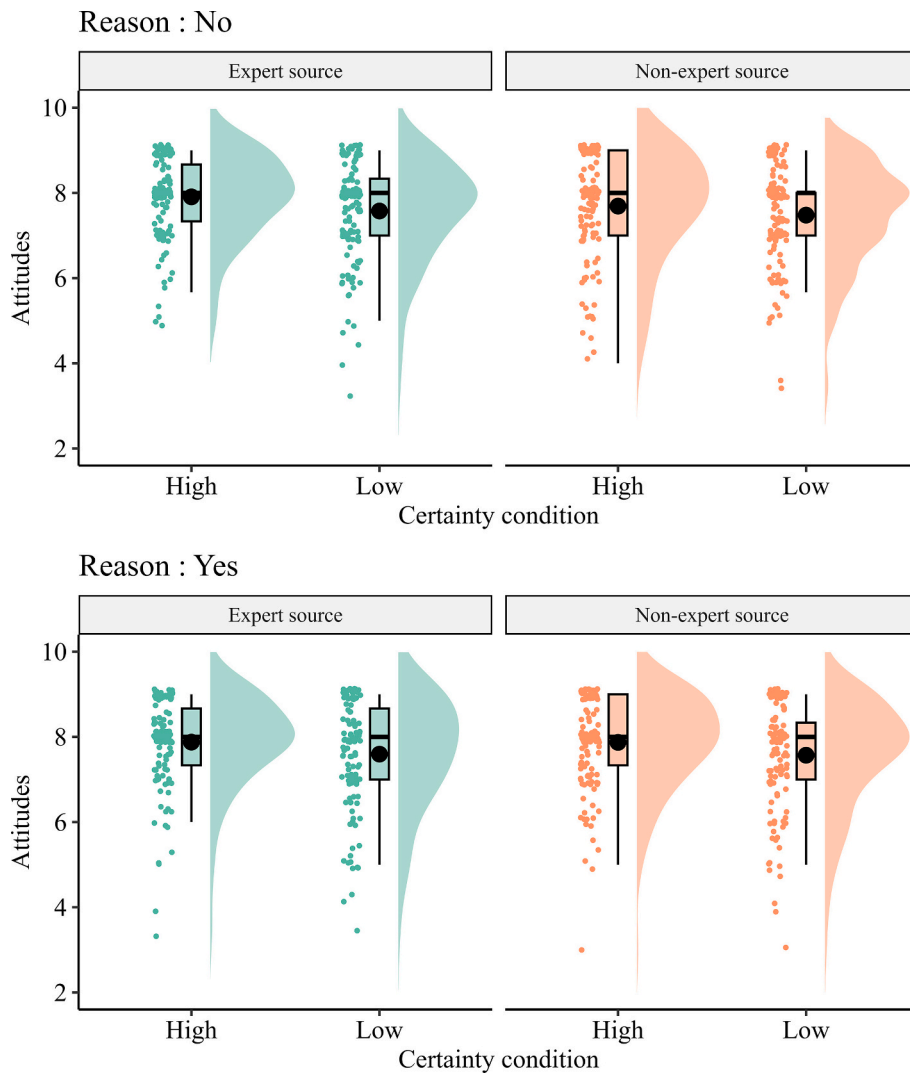 Reason : No
Expert source
Non-expert source
Attitudes
10
8
6
4
2
High
Low
High
Low
Certainty condition
Reason : Yes
Expert source
Non-expert source
Attitudes
10
8
6
4
2
High
Low
High
Low
Certainty condition